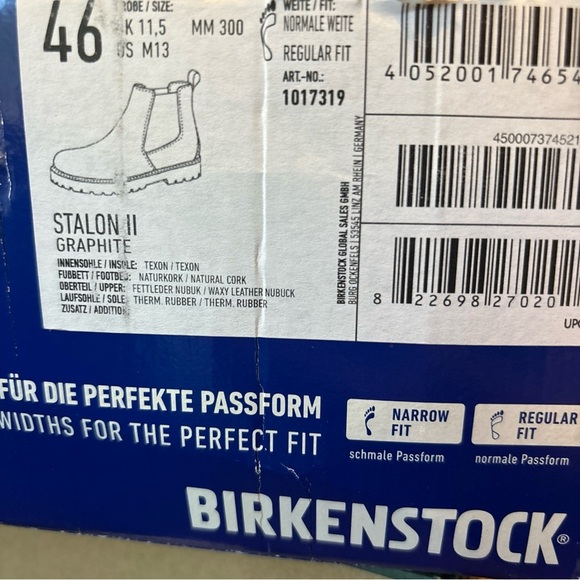 46
GRÖBE / SIZE:
UK 11,5
US M13
MM 300
WEITE / FIT:
NORMALE WEITE
REGULAR FIT
ART.-NO.:
1017319
4 052001 74654
450007374521
STALON II
GRAPHITE
INNENSOHLE / INSOLE: TEXON / TEXON
FUßBETT / FOOTBED: NATURKORK / NATURAL CORK
OBERTEIL / UPPER: FETTLEDER NUBUK / WAXY LEATHER NUBUCK
LAUFSOHLE / SOLE: THERM. RUBBER / THERM. RUBBER
ZUSATZ / ADDITION:
BIRKENSTOCK GLOBAL SALES GMBH
BURG OCKENFELS | 53545 LINZ AM RHEIN | GERMANY
8 22698 27020
UPC
FÜR DIE PERFEKTE PASSFORM
WIDTHS FOR THE PERFECT FIT
NARROW FIT
schmale Passform
REGULAR FIT
normale Passform
BIRKENSTOCK®